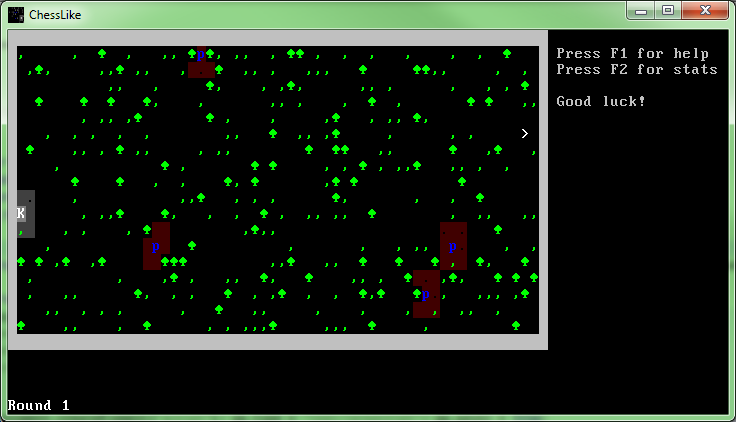 ChessLike
Press F1 for help
Press F2 for stats
Good luck!
p
>
K
p p
p
Round 1